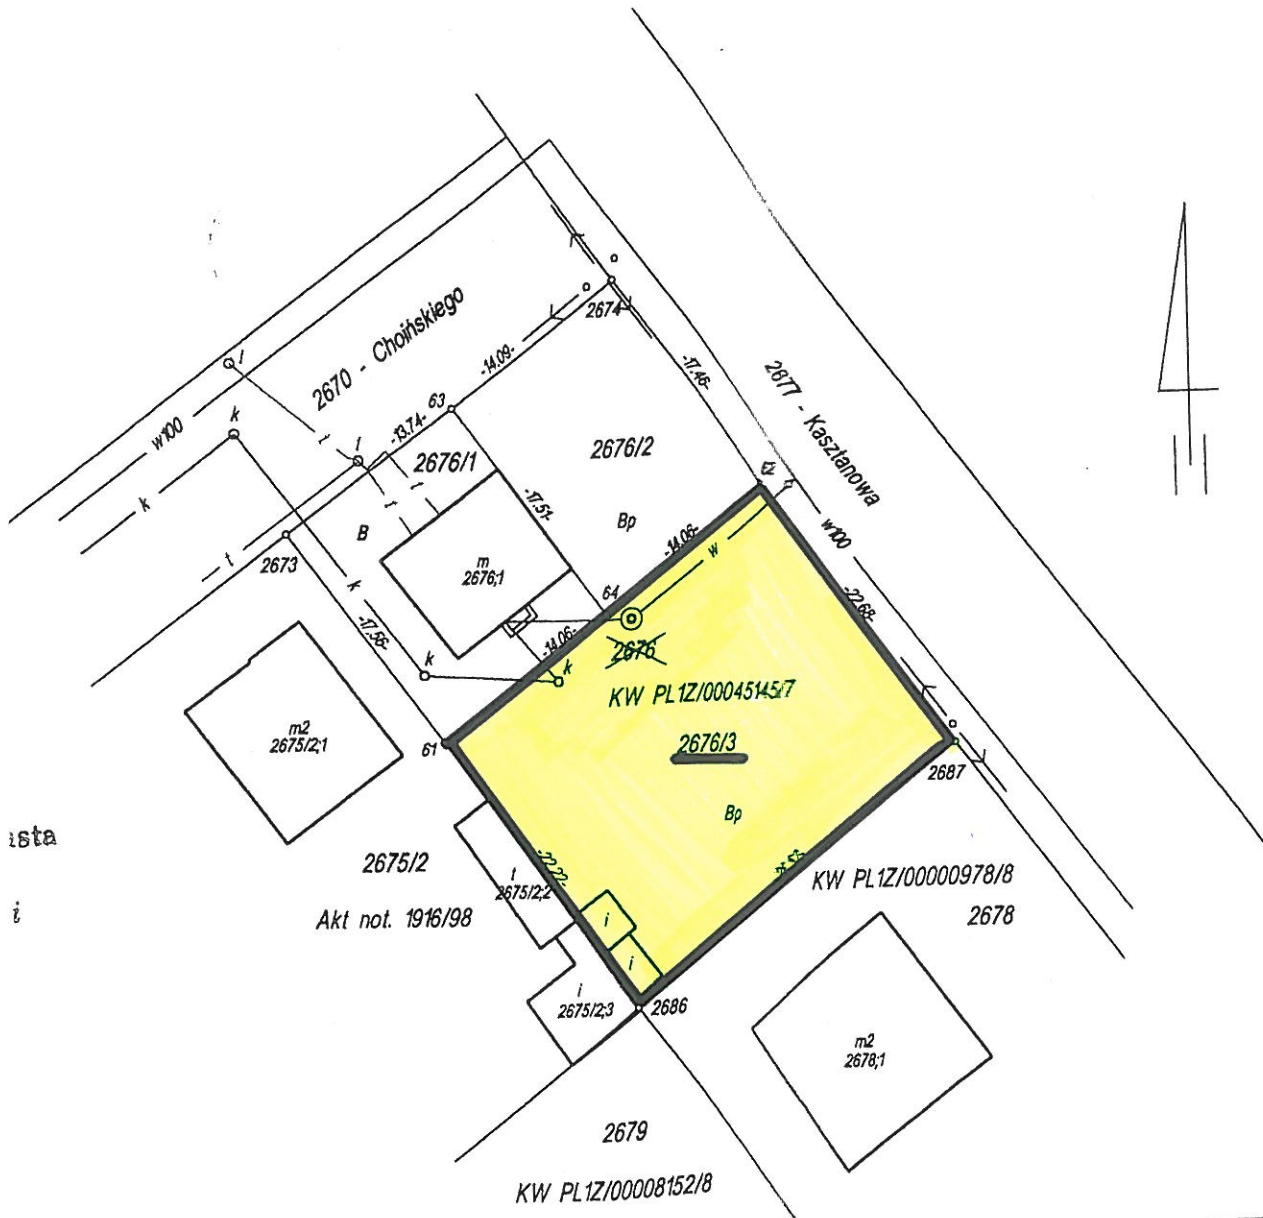 2670 - Choińskiego
2674
-14.09-
-17.46-
2677 - Kasztanowa
l
k
w100
63
-13.74-
l
2676/1
2676/2
k
B
-17.51-
Bp
-14.06-
w
w100
t
2673
m
2676;1
k
-17.56-
64
-22.68-
-14.06-
2676
k
k
KW PL1Z/00045145/7
m2
2675/2;1
61
2676/3
2687
Bp
ista
2675/2
i
2675/2;2
-22.22-
KW PL1Z/00000978/8
i
Akt not. 1916/98
2678
i
i
i
2675/2;3
2686
m2
2678;1
2679
KW PL1Z/00008152/8